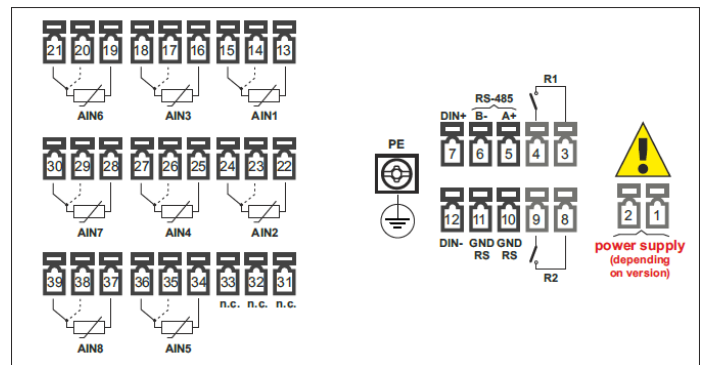 21 20 19 18 17 16 15 14 13
AIN6 AIN3 AIN1
30 29 28 27 26 25 24 23 22
AIN7 AIN4 AIN2
39 38 37 36 35 34 33 32 31
n.c. n.c. n.c.
AIN8 AIN5
PE
R1
RS-485
DIN+ B- A+
7 6 5 4 3
12 11 10 9 8
DIN- GND GND
RS RS
R2
!
2 1
power supply
(depending
on version)